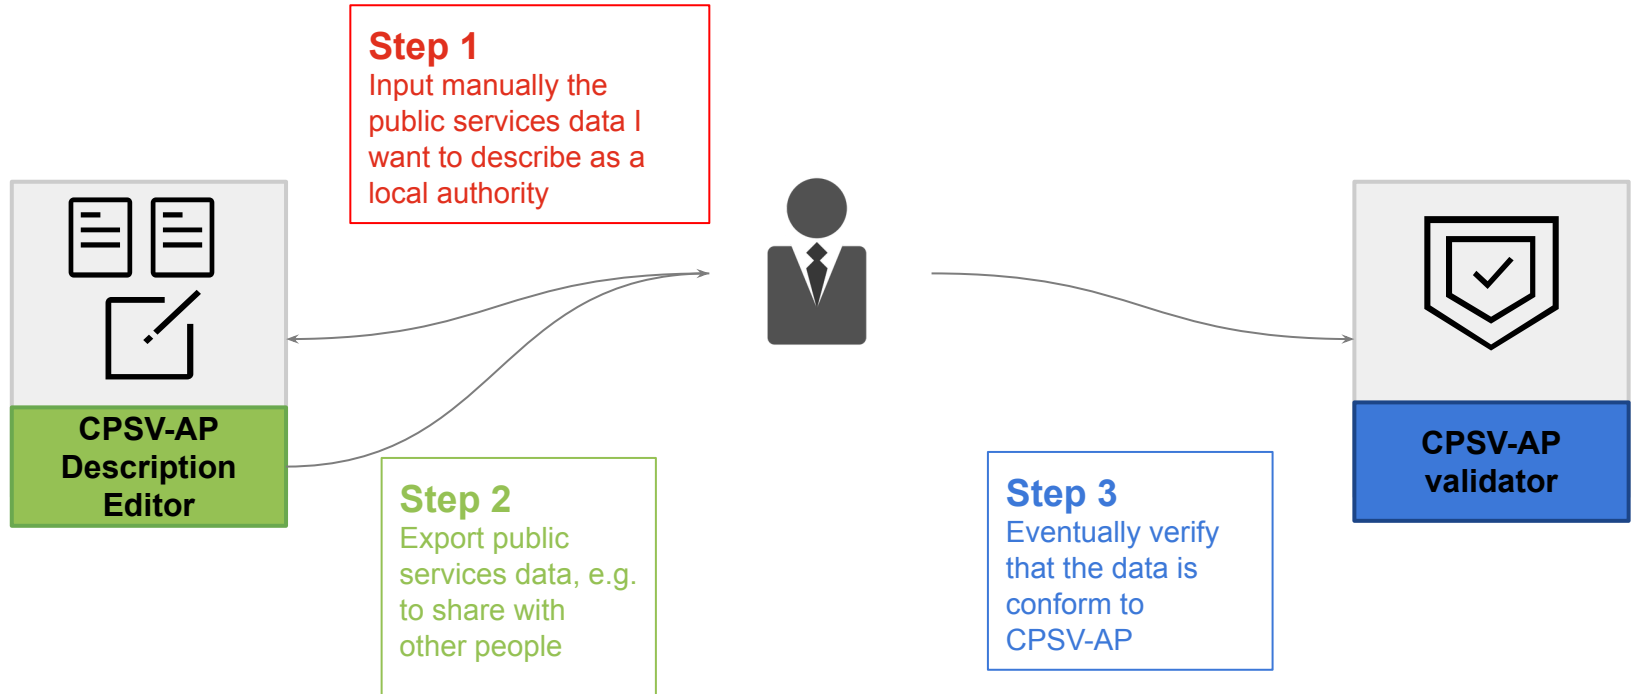 Step 1
Input manually the
public services data I
want to describe as a
local authority
CPSV-AP
Description
Editor
Step 2
Export public
services data, e.g.
to share with
other people
Step 3
Eventually verify
that the data is
conform to
CPSV-AP
CPSV-AP
validator